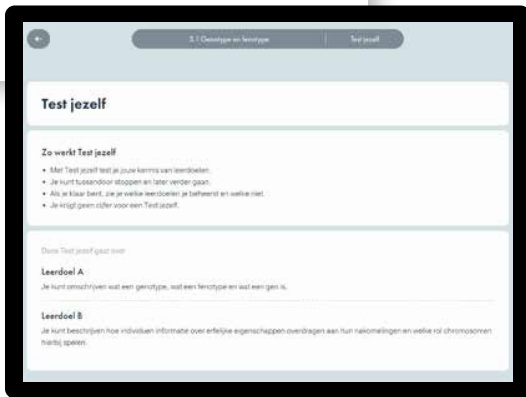 3.1 Genotype en fenotype
Test jezelf
Test jezelf
Zo werkt Test jezelf
• Met Test jezelf test je jouw kennis van leerdoelen.
• Je kunt tussendoor stoppen en later verder gaan.
• Als je klaar bent, zie je welke leerdoelen je beheerst en welke niet.
• Je krijgt geen cijfer voor een Test jezelf.
Deze Test jezelf gaat over
Leerdoel A
Je kunt omschrijven wat een genotype, wat een fenotype en wat een gen is.
Leerdoel B
Je kunt beschrijven hoe individuen informatie over erfelijke eigenschappen overdragen aan hun nakomelingen en welke rol chromosomen
hierbij spelen.